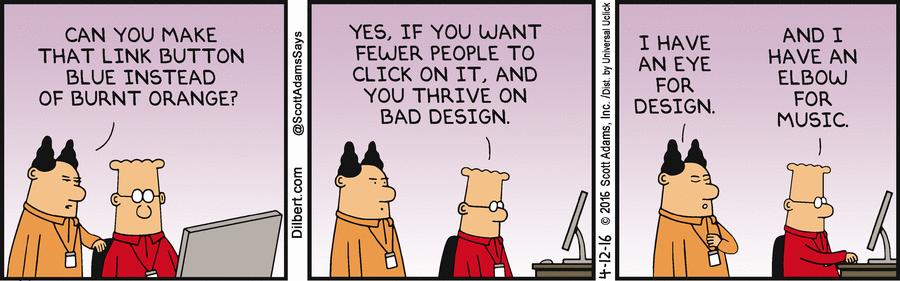 CAN YOU MAKE
THAT LINK BUTTON
BLUE INSTEAD
OF BURNT ORANGE?
Dilbert.com @ScottAdamsSays
YES, IF YOU WANT
FEWER PEOPLE TO
CLICK ON IT, AND
YOU THRIVE ON
BAD DESIGN.
4-12-16 © 2016 Scott Adams, Inc. /Dist. by Universal Uclick
I HAVE
AN EYE
FOR
DESIGN.
AND I
HAVE AN
ELBOW
FOR
MUSIC.